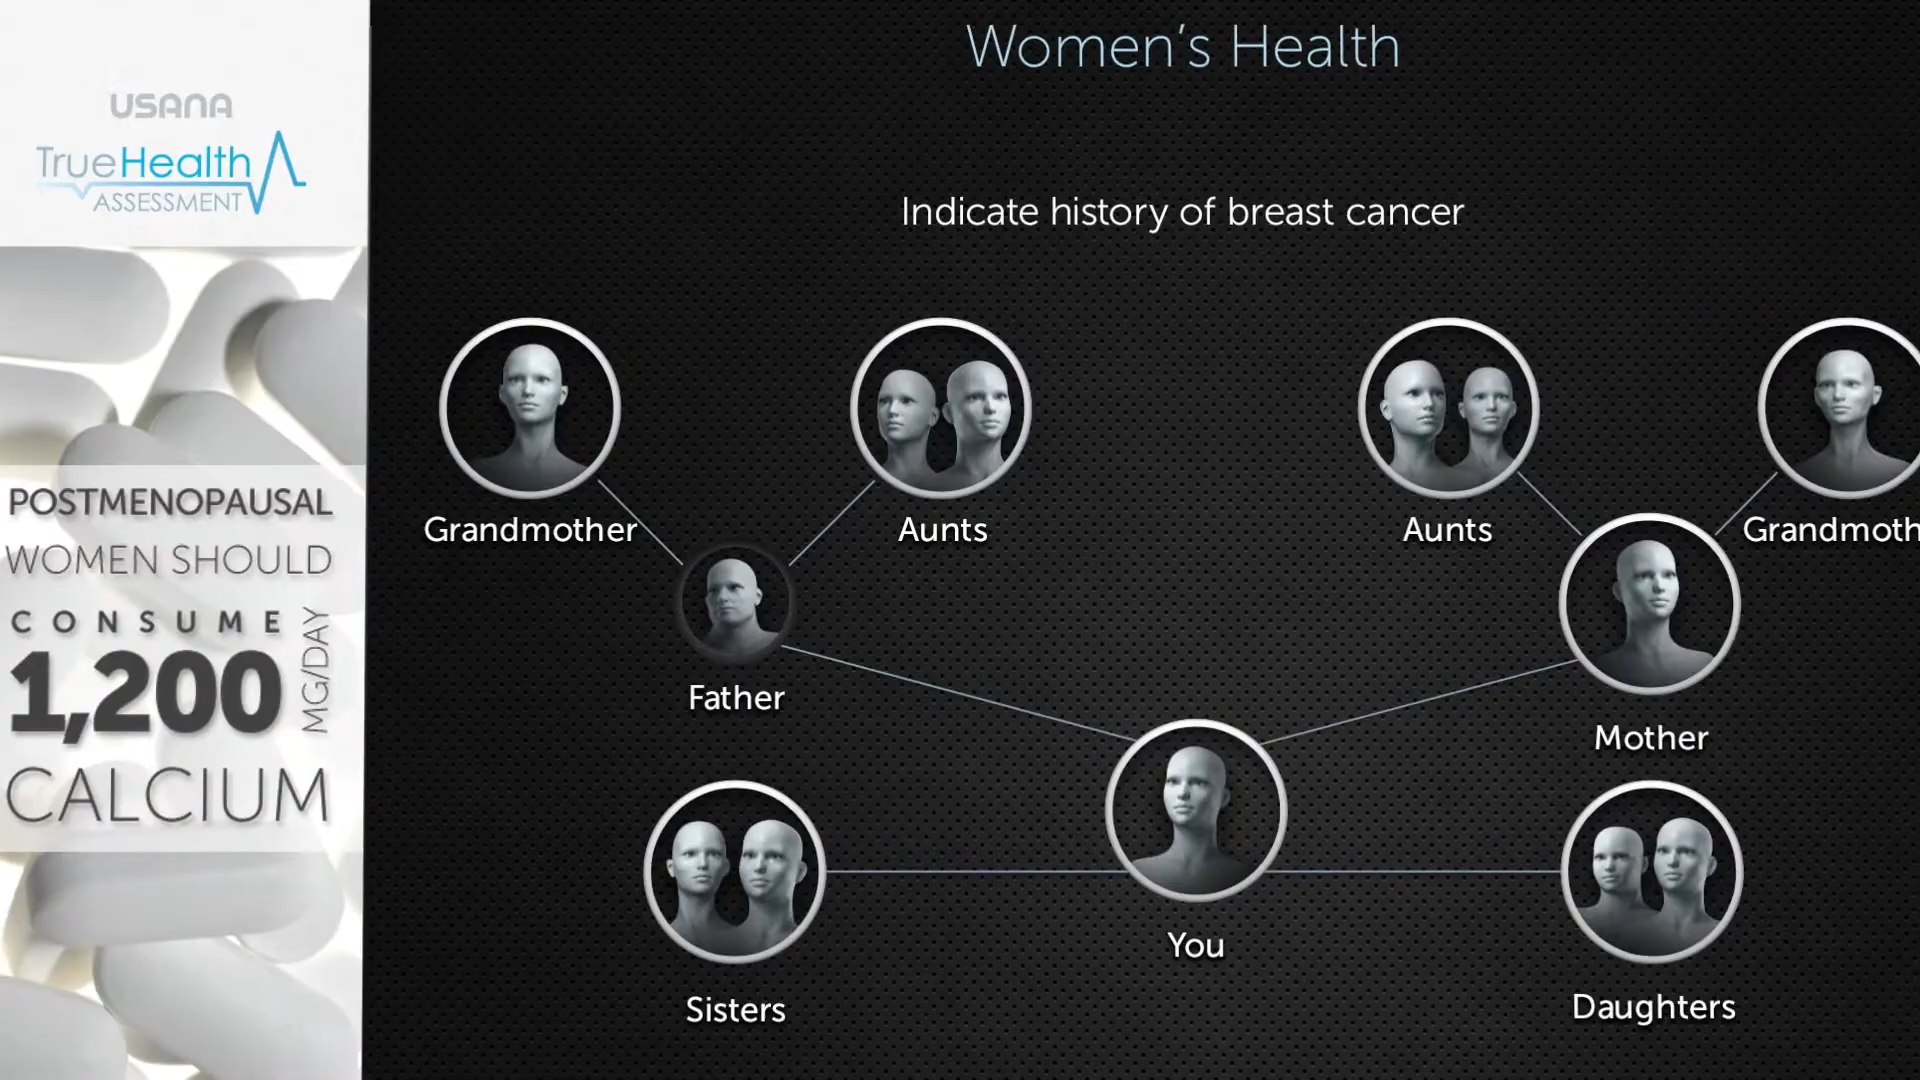 USANA
TrueHealth
ASSESSMENT
POSTMENOPAUSAL
WOMEN SHOULD
CONSUME
1,200
MG/DAY
CALCIUM
Women's Health
Indicate history of breast cancer
Grandmother
Aunts
Aunts
Grandmoth
Father
Mother
You
Sisters
Daughters